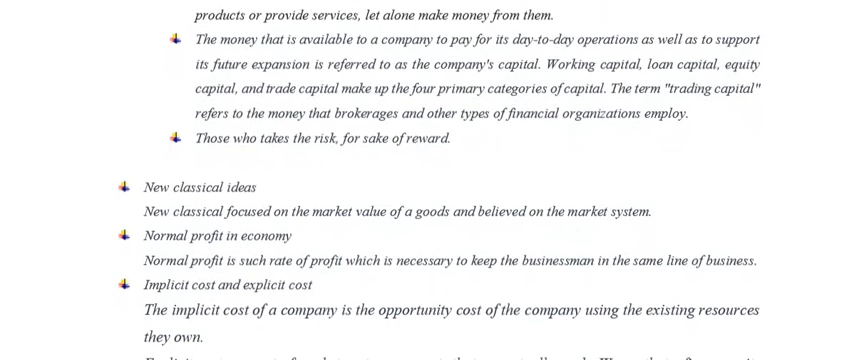 products or provide services, let alone make money from them.
The money that is available to a company to pay for its day-to-day operations as well as to support
its future expansion is referred to as the company's capital. Working capital, loan capital, equity
capital, and trade capital make up the four primary categories of capital. The term "trading capital"
refers to the money that brokerages and other types of financial organizations employ.
Those who takes the risk, for sake of reward.
New classical ideas
New classical focused on the market value of a goods and believed on the market system.
Normal profit in economy
Normal profit is such rate of profit which is necessary to keep the businessman in the same line of business.
Implicit cost and explicit cost
The implicit cost of a company is the opportunity cost of the company using the existing resources
they own.